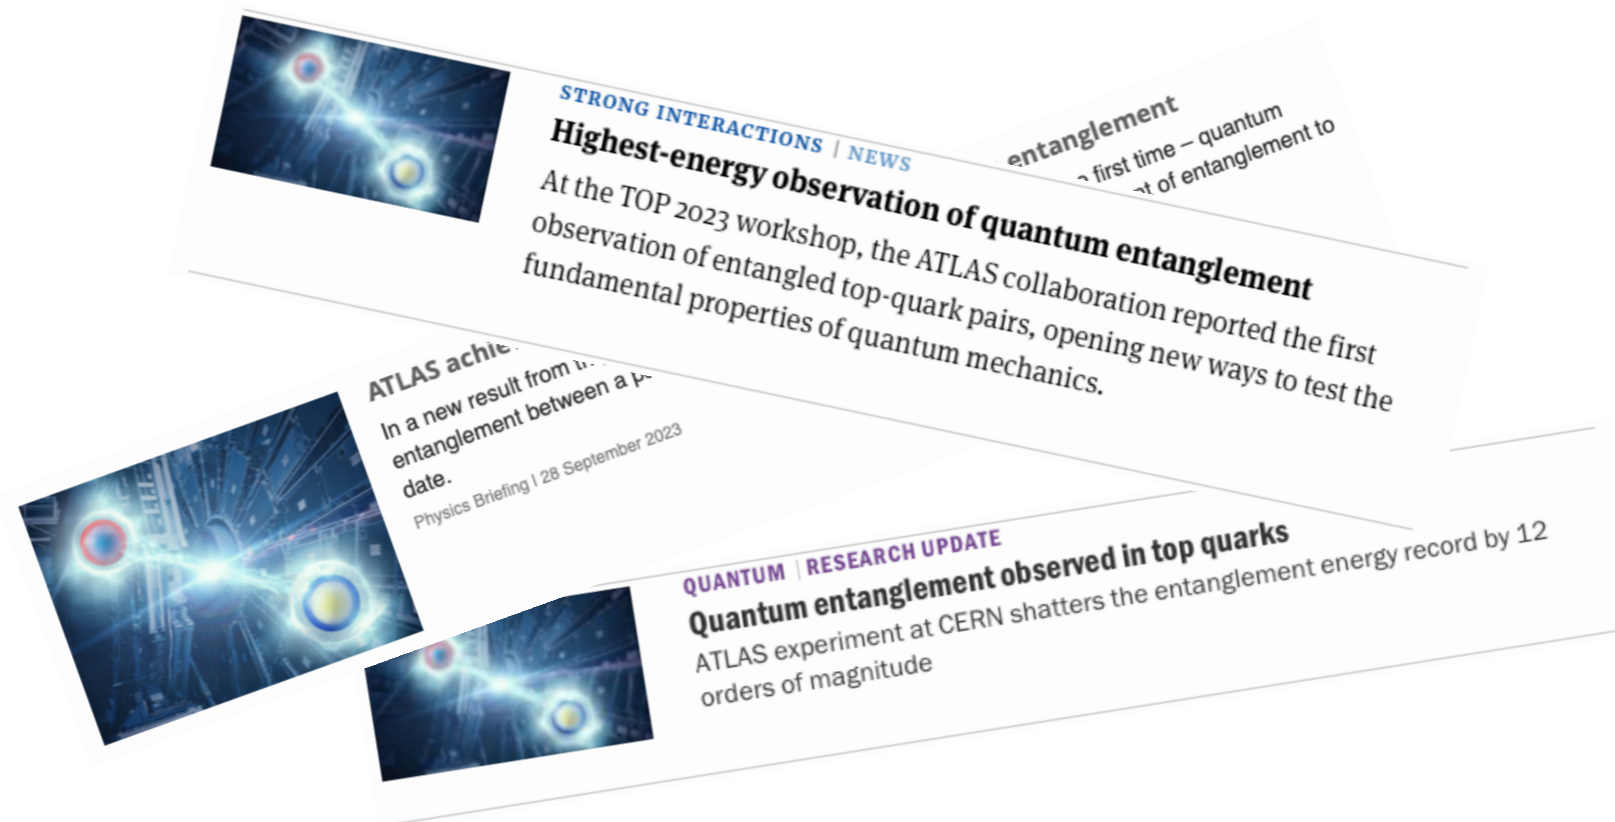 STRONG INTERACTIONS | NEWS
Highest-energy observation of quantum entanglement
At the TOP 2023 workshop, the ATLAS collaboration reported the first
observation of entangled top-quark pairs, opening new ways to test the
fundamental properties of quantum mechanics.
ATLAS entanglement
In a new result from first time – quantum
entanglement between a of entanglement to
date.
Physics Briefing | 28 September 2023
QUANTUM | RESEARCH UPDATE
Quantum entanglement observed in top quarks
ATLAS experiment at CERN shatters the entanglement energy record by 12
orders of magnitude